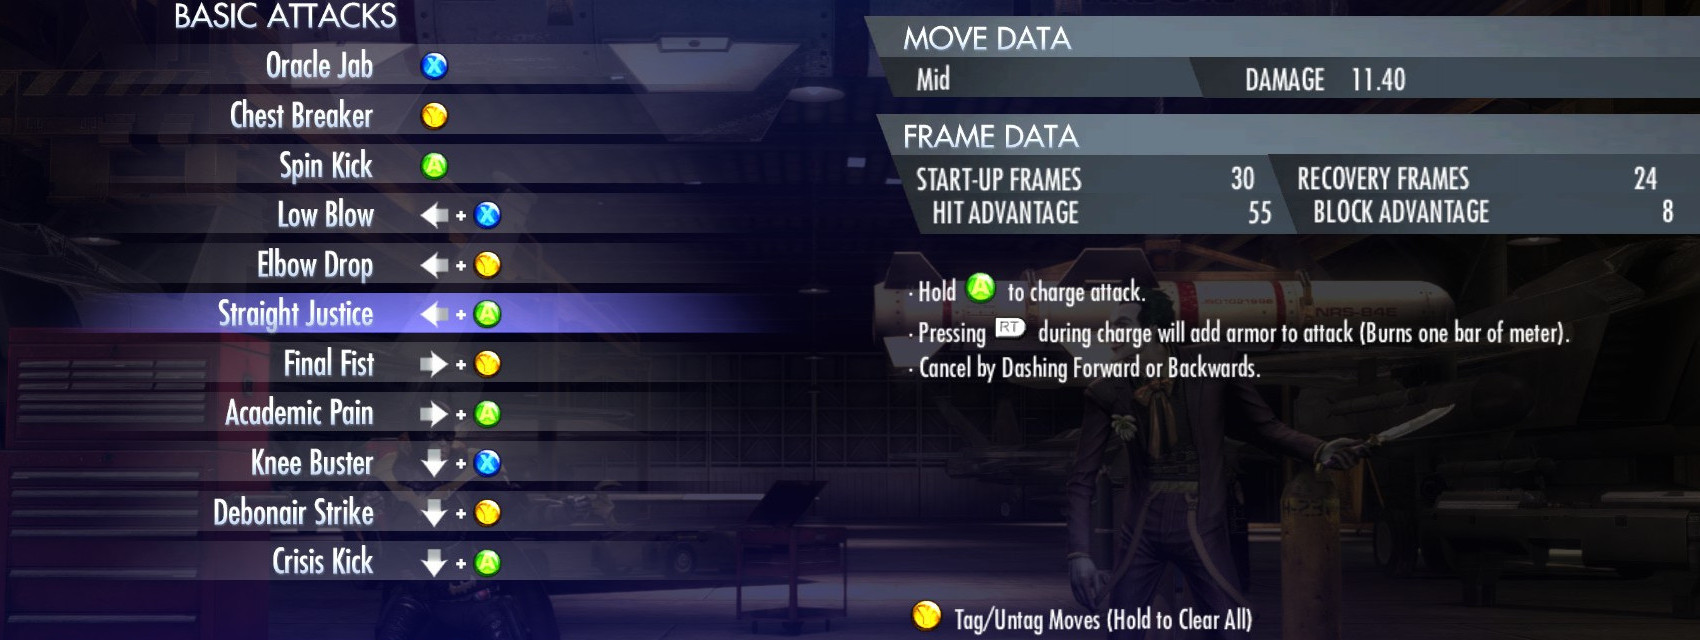 BASIC ATTACKS
Oracle Jab X
Chest Breaker Y
Spin Kick A
Low Blow ← + X
Elbow Drop ← + Y
Straight Justice ← + A
Final Fist → + Y
Academic Pain → + A
Knee Buster ↓ + X
Debonair Strike ↓ + Y
Crisis Kick ↓ + A
MOVE DATA
Mid DAMAGE 11.40
FRAME DATA
START-UP FRAMES 30 RECOVERY FRAMES 24
HIT ADVANTAGE 55 BLOCK ADVANTAGE 8
· Hold A to charge attack.
· Pressing RT during charge will add armor to attack (Burns one bar of meter).
· Cancel by Dashing Forward or Backwards.
NRS-84E
Y Tag/Untag Moves (Hold to Clear All)